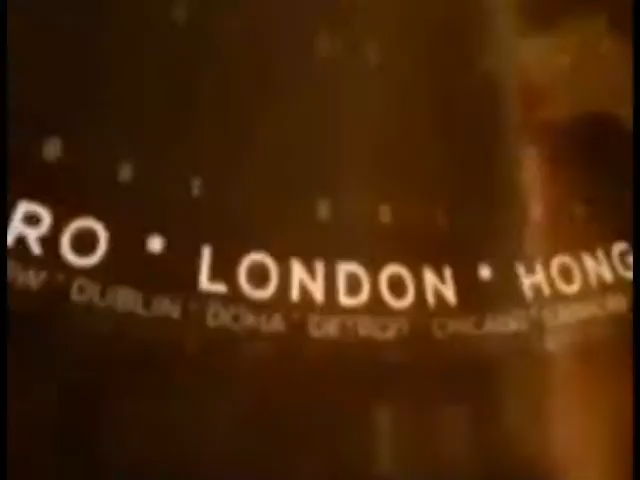 RO • LONDON • HONG
DUBLIN • DOHA • DETROIT • CHICAGO